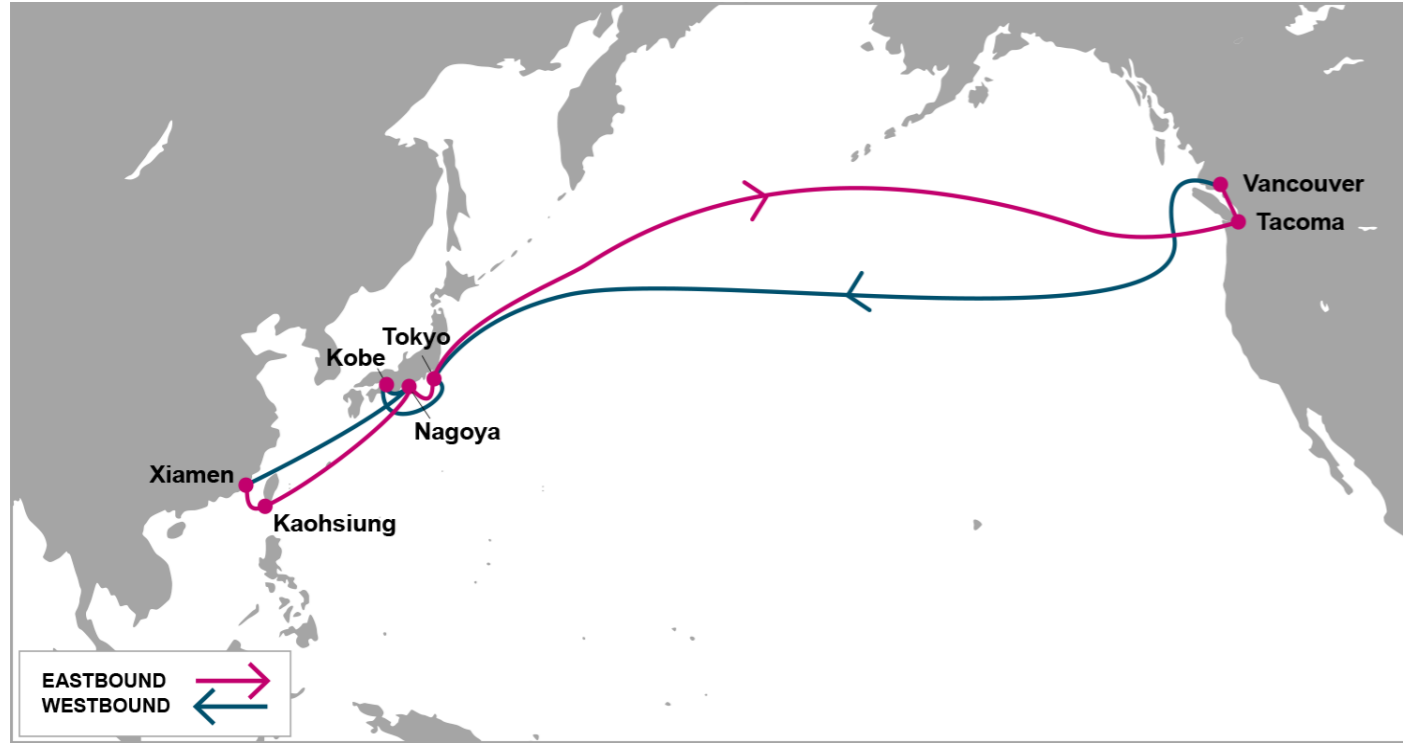 Vancouver
Tacoma
Tokyo
Kobe
Nagoya
Xiamen
Kaohsiung
EASTBOUND
WESTBOUND